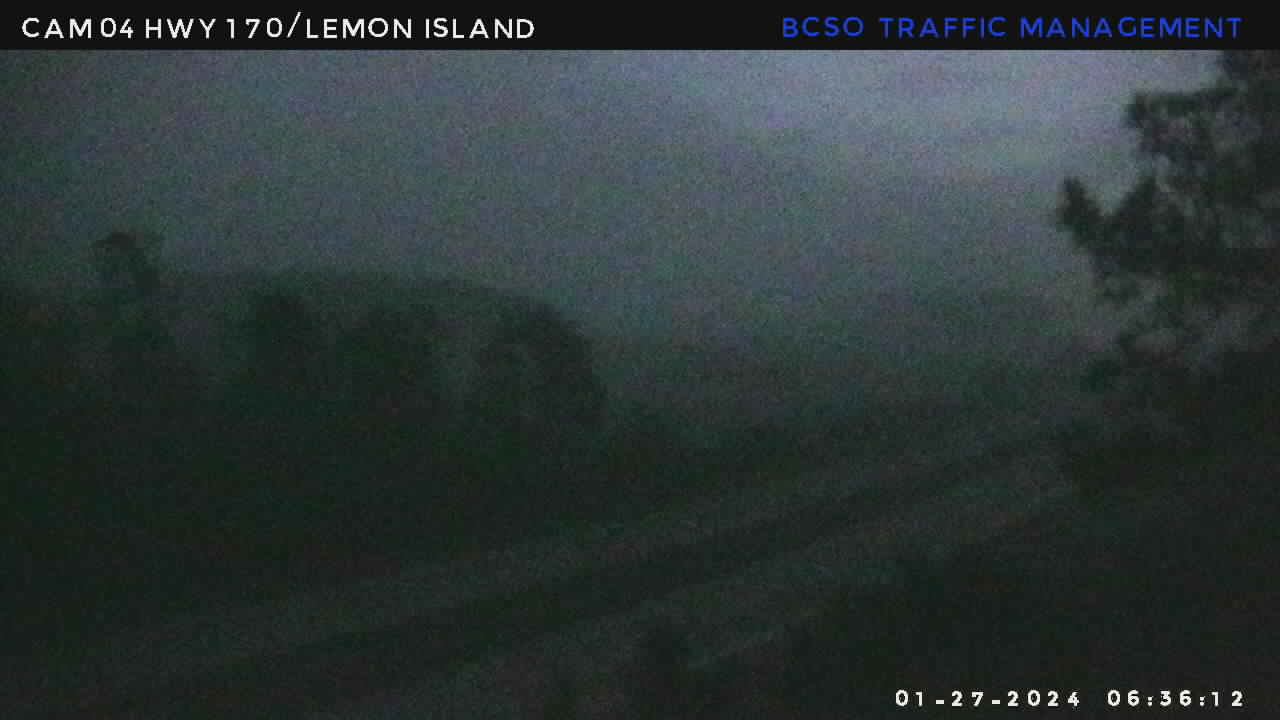 CAM04 HWY 170/LEMON ISLAND
BCSO TRAFFIC MANAGEMENT
01-27-2024 06:36:12